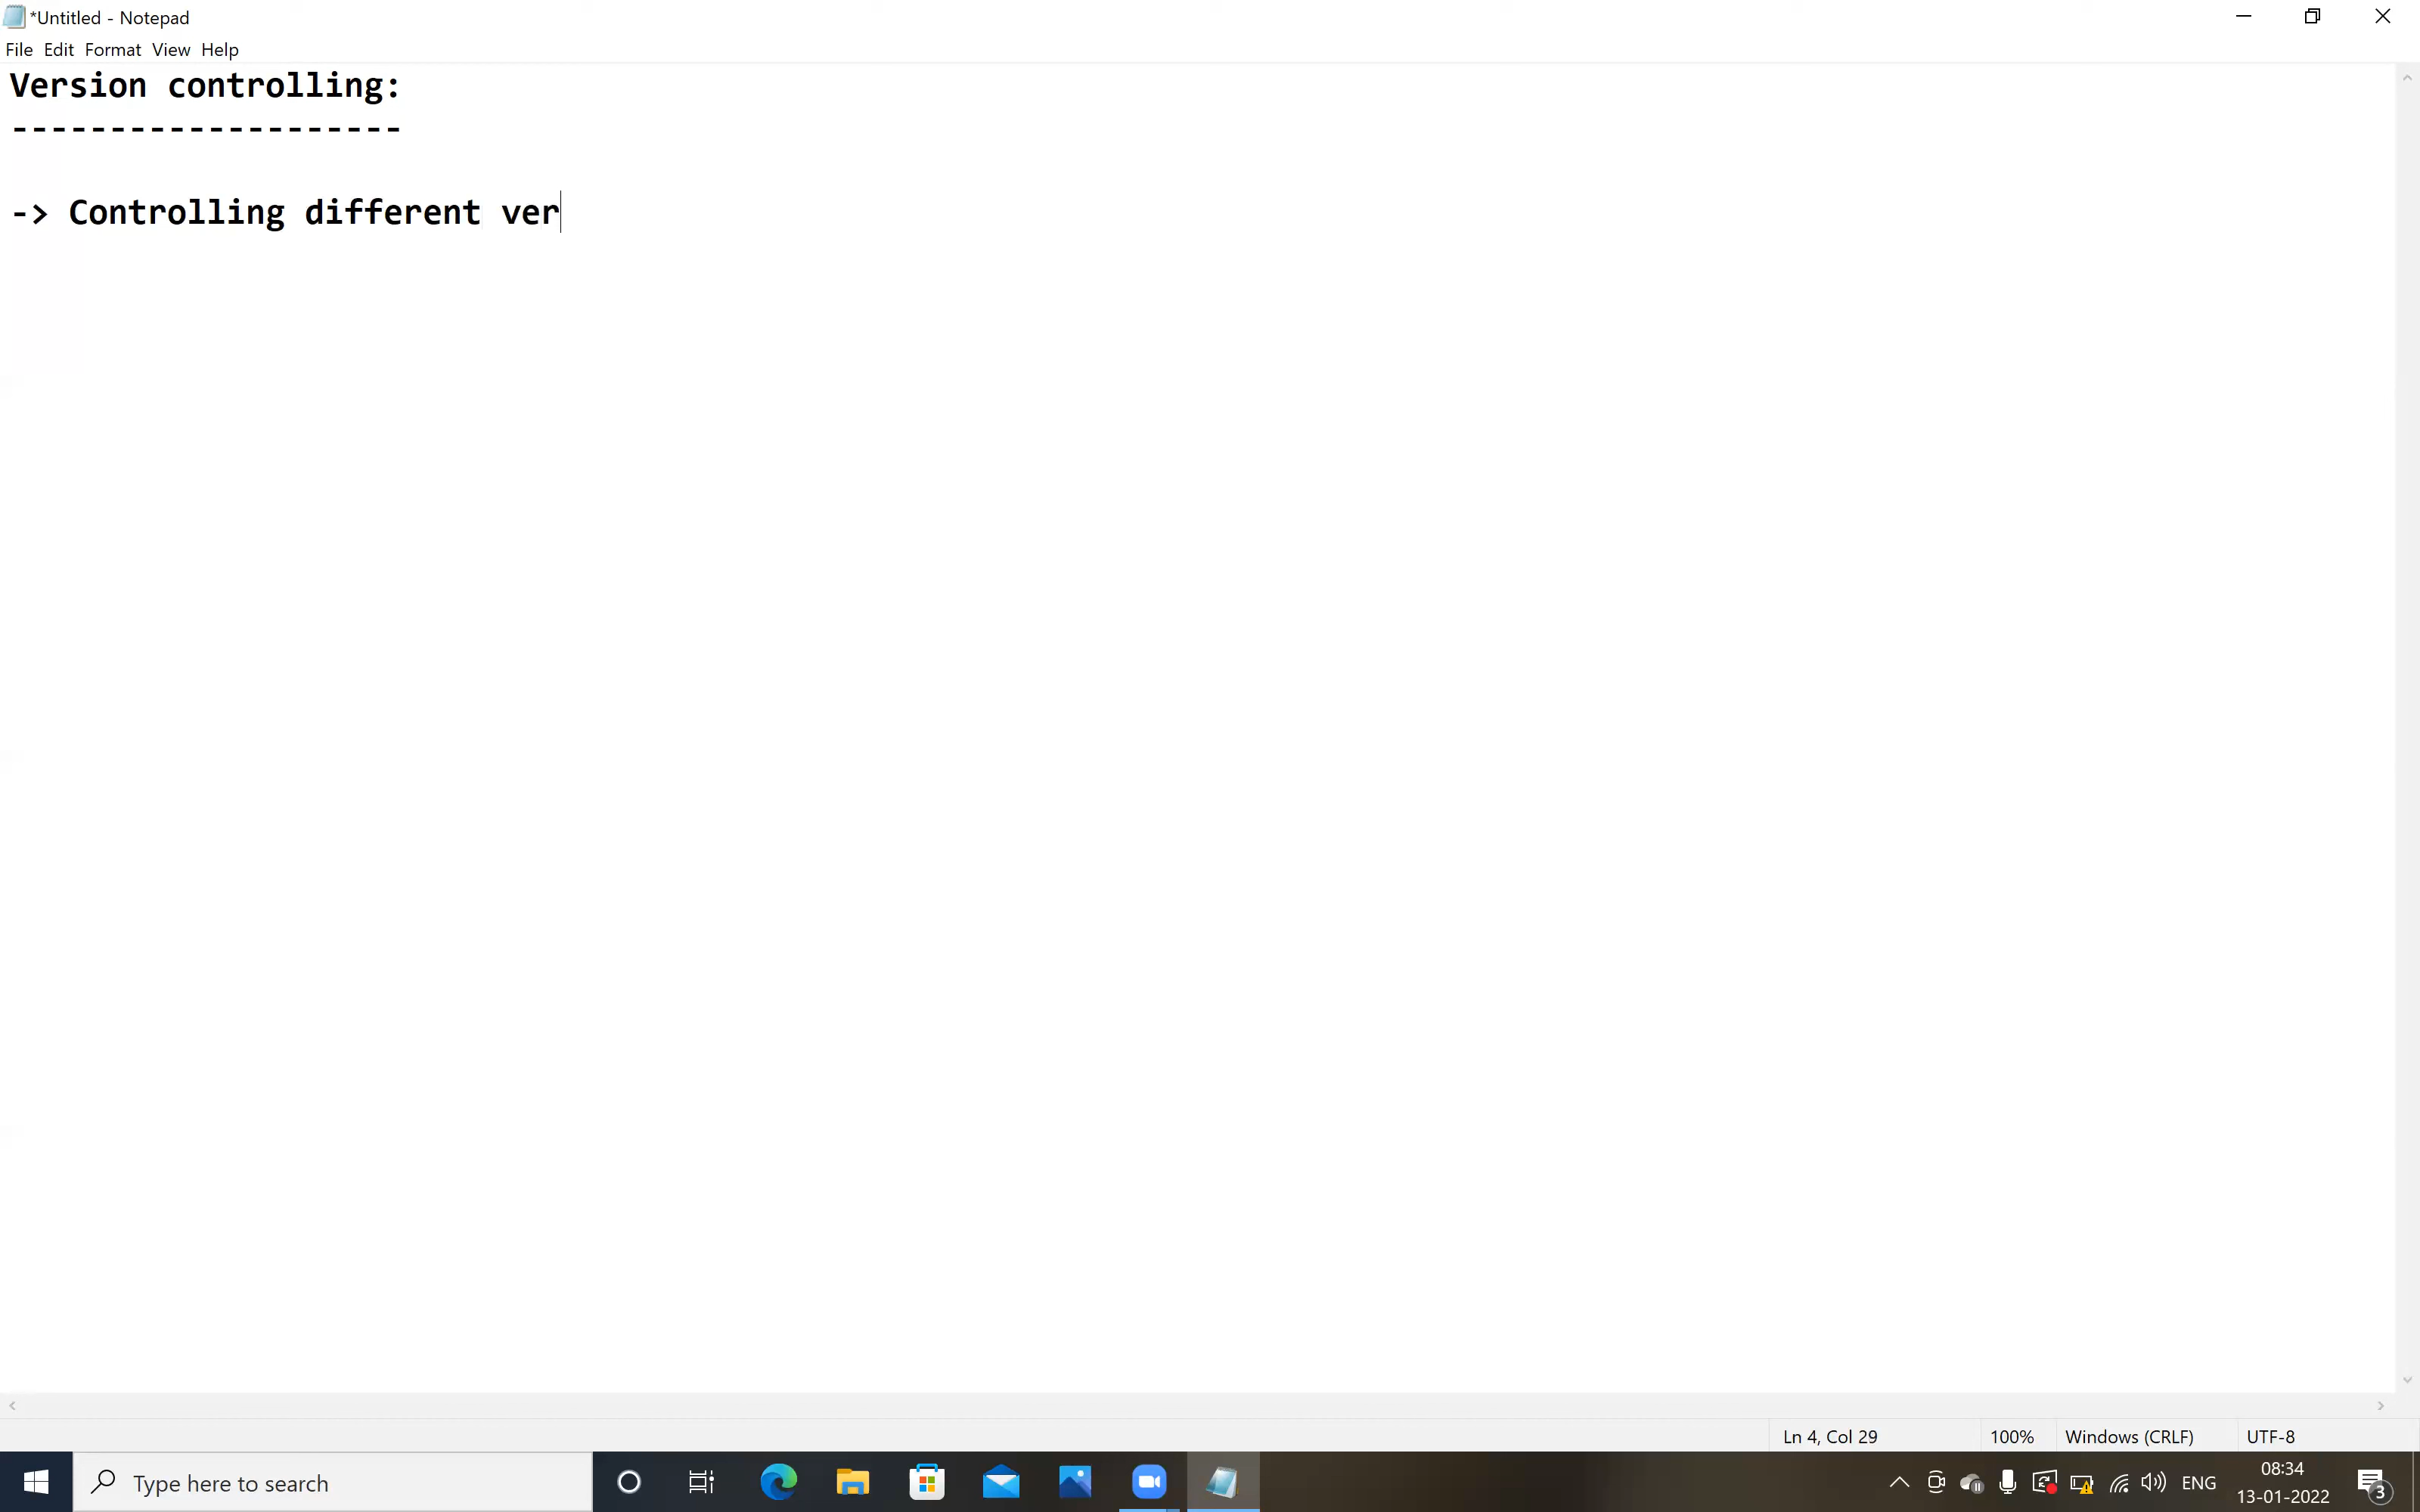 *Untitled - Notepad
File Edit Format View Help
Version controlling:
--------------------
-> Controlling different ver
Ln 4, Col 29 100% Windows (CRLF) UTF-8
Type here to search ENG 08:34
13-01-2022 3